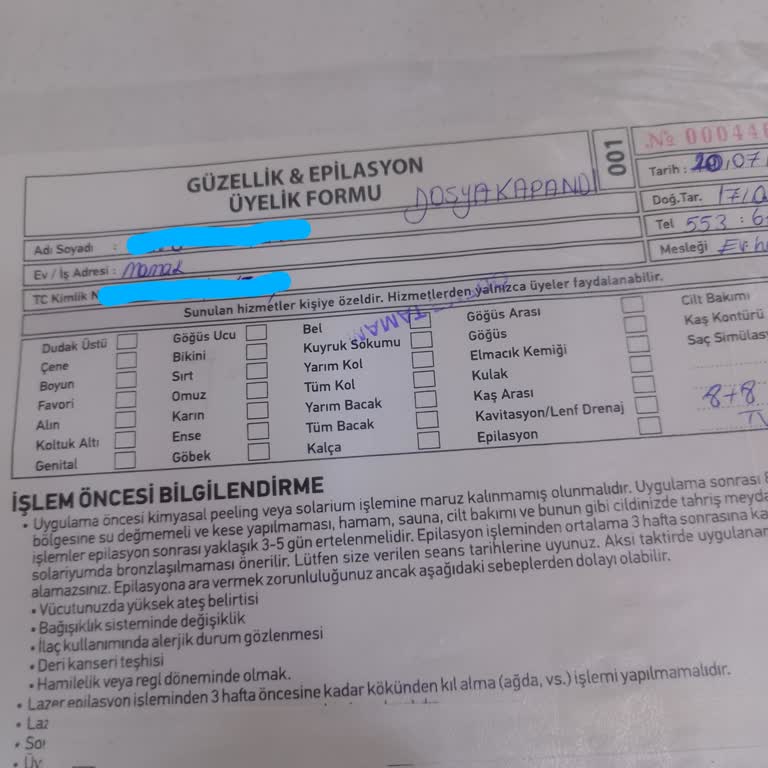 GÜZELLİK & EPİLASYON
ÜYELİK FORMU
DOSYA KAPANDI
001
№ 000446
Tarih : 20/07/
Doğ.Tar. 17/0
Tel 553 : 6
Mesleği Ev h
Adı Soyadı :
Ev / İş Adresi : Mamak
TC Kimlik N
Sunulan hizmetler kişiye özeldir. Hizmetlerden yalnızca üyeler faydalanabilir.
TAMAM
Dudak Üstü
Çene
Boyun
Favori
Alın
Koltuk Altı
Genital
Göğüs Ucu
Bikini
Sırt
Omuz
Karın
Ense
Göbek
Bel
Kuyruk Sokumu
Yarım Kol
Tüm Kol
Yarım Bacak
Tüm Bacak
Kalça
Göğüs Arası
Göğüs
Elmacık Kemiği
Kulak
Kaş Arası
Kavitasyon/Lenf Drenaj
Epilasyon
Cilt Bakımı
Kaş Kontürü
Saç Simülas
8+8
İŞLEM ÖNCESİ BİLGİLENDİRME
• Uygulama öncesi kimyasal peeling veya solarium işlemine maruz kalınmamış olunmalıdır. Uygulama sonrası
bölgesine su değmemeli ve kese yapılmaması, hamam, sauna, cilt bakımı ve bunun gibi cildinizde tahriş meyda
işlemler epilasyon sonrası yaklaşık 3-5 gün ertelenmelidir. Epilasyon işleminden ortalama 3 hafta sonrasına ka
solariyumda bronzlaşılmaması önerilir. Lütfen size verilen seans tarihlerine uyunuz. Aksi taktirde uygulanan
alamazsınız. Epilasyona ara vermek zorunluluğunuz ancak aşağıdaki sebeplerden dolayı olabilir.
• Vücutunuzda yüksek ateş belirtisi
• Bağışıklık sisteminde değişiklik
• İlaç kullanımında alerjik durum gözlenmesi
• Deri kanseri teşhisi
• Hamilelik veya regl döneminde olmak.
• Lazer epilasyon işleminden 3 hafta öncesine kadar kökünden kıl alma (ağda, vs.) işlemi yapılmamalıdır.
• Laz
• So
• Üy